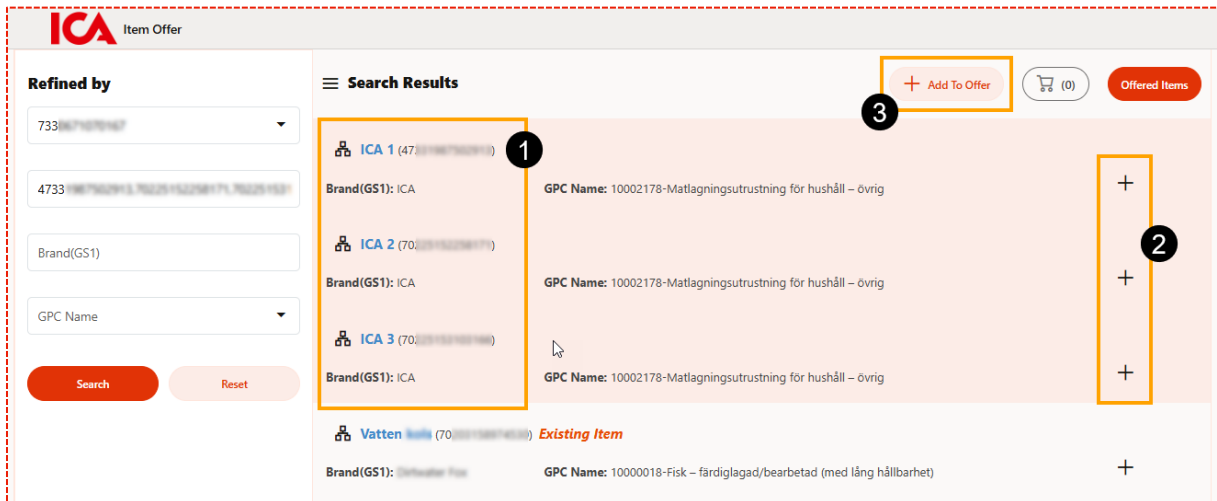 ICA Item Offer
Refined by
Search Results
Add To Offer
(0)
Offered Items
3
733
4733
Brand(GS1)
GPC Name
Search
Reset
1
ICA 1 (47
Brand(GS1): ICA GPC Name: 10002178-Matlagningsutrustning för hushåll – övrig
2
ICA 2 (70
Brand(GS1): ICA GPC Name: 10002178-Matlagningsutrustning för hushåll – övrig
ICA 3 (70
Brand(GS1): ICA GPC Name: 10002178-Matlagningsutrustning för hushåll – övrig
Vatten (70 ) Existing Item
Brand(GS1): GPC Name: 10000018-Fisk – färdiglagad/bearbetad (med lång hållbarhet)